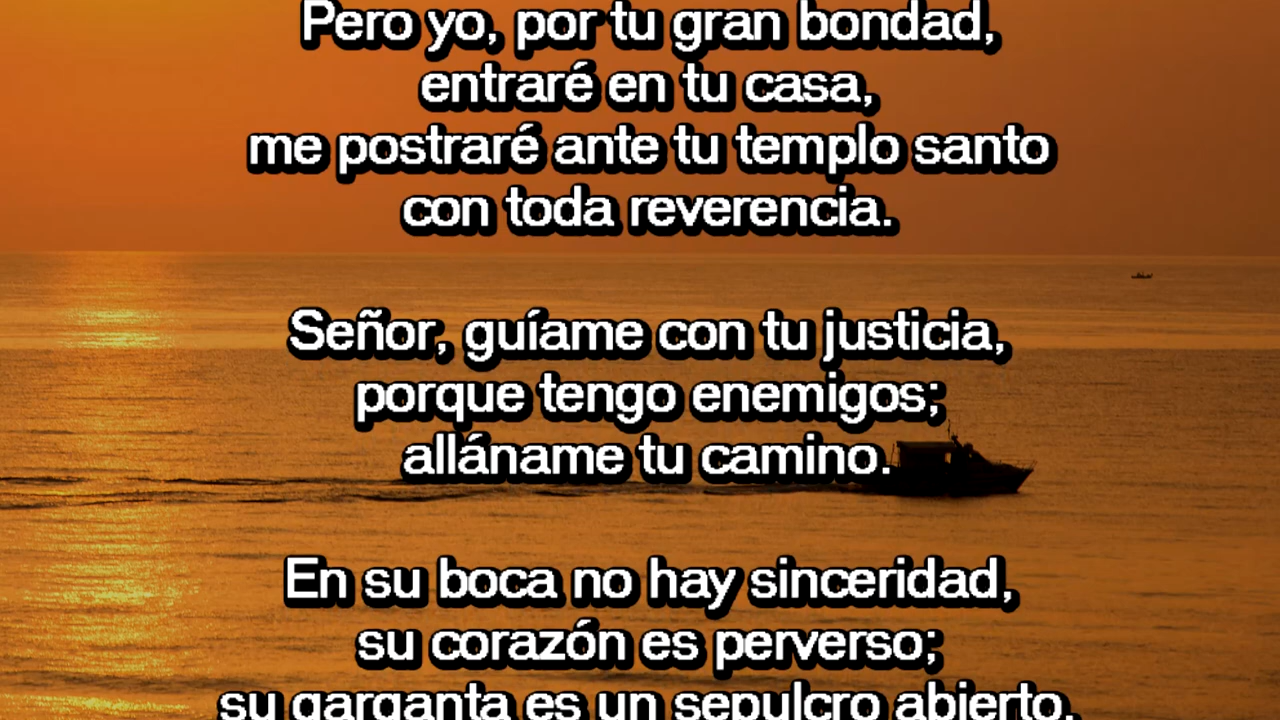 Pero yo, por tu gran bondad,
entraré en tu casa,
me postraré ante tu templo santo
con toda reverencia.
Señor, guíame con tu justicia,
porque tengo enemigos;
alláname tu camino.
En su boca no hay sinceridad,
su corazón es perverso;
su garganta es un sepulcro abierto,